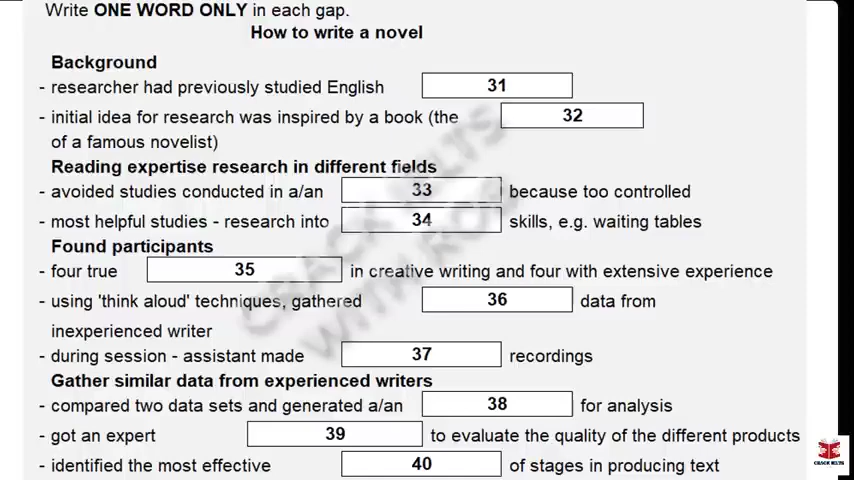 Write ONE WORD ONLY in each gap.
How to write a novel
Background
- researcher had previously studied English 31
- initial idea for research was inspired by a book (the 32
of a famous novelist)
Reading expertise research in different fields
- avoided studies conducted in a/an 33 because too controlled
- most helpful studies - research into 34 skills, e.g. waiting tables
Found participants
- four true 35 in creative writing and four with extensive experience
- using 'think aloud' techniques, gathered 36 data from
inexperienced writer
- during session - assistant made 37 recordings
Gather similar data from experienced writers
- compared two data sets and generated a/an 38 for analysis
- got an expert 39 to evaluate the quality of the different products
- identified the most effective 40 of stages in producing text
CRACK IELTS
WITH ROB
CRACK IELTS